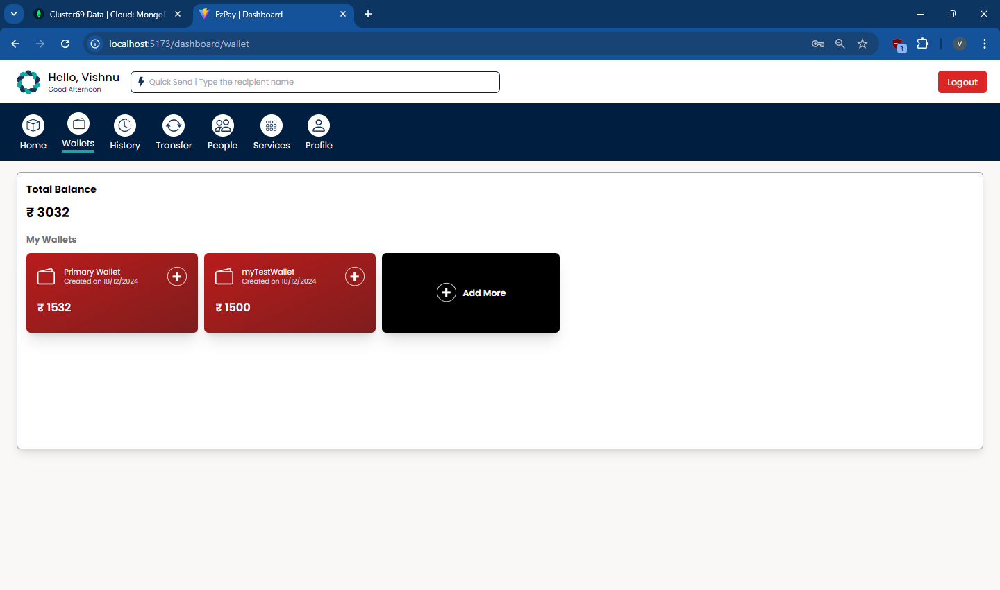 Cluster69 Data | Cloud: Mongo
EzPay | Dashboard
localhost:5173/dashboard/wallet
3
V
Hello, Vishnu
Good Afternoon
Quick Send | Type the recipient name
Logout
Home
Wallets
History
Transfer
People
Services
Profile
Total Balance
₹ 3032
My Wallets
Primary Wallet
Created on 18/12/2024
₹ 1532
myTestWallet
Created on 18/12/2024
₹ 1500
Add More